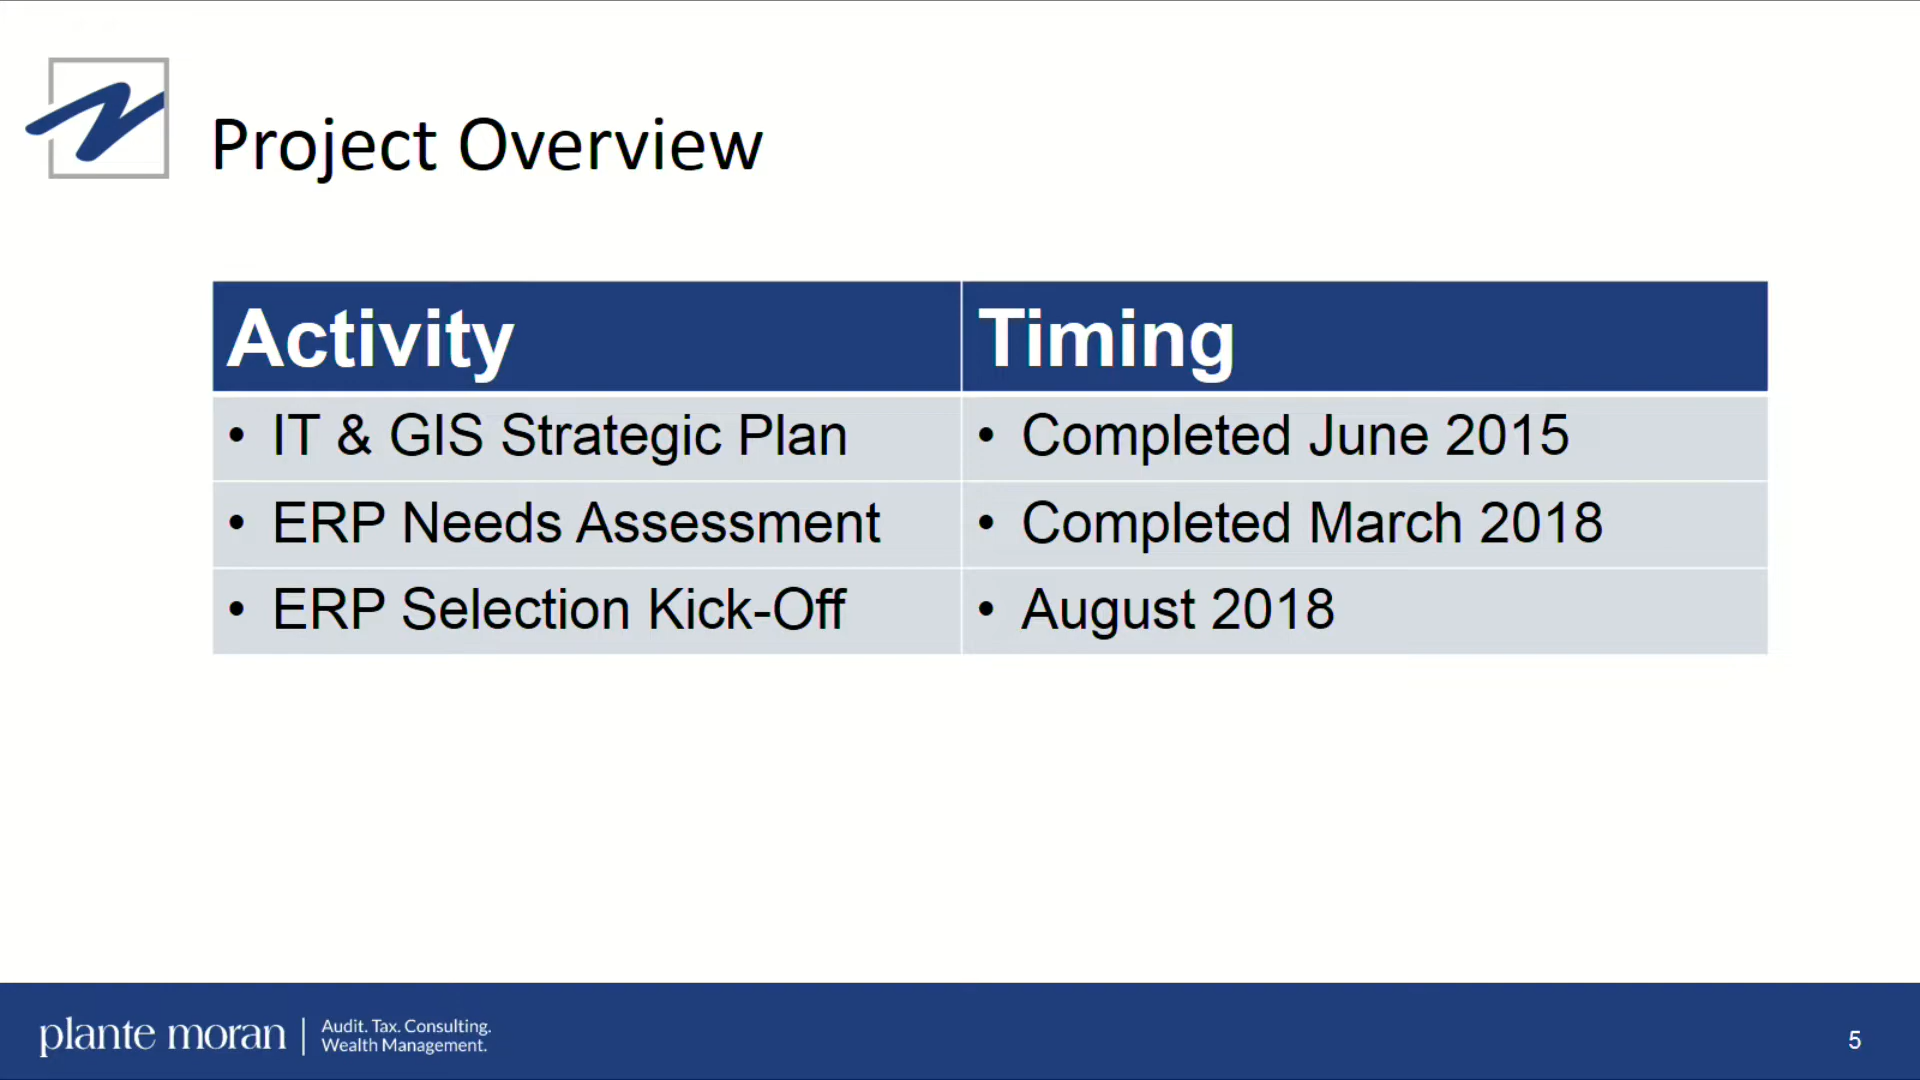 Project Overview
Activity
Timing
• IT & GIS Strategic Plan
• Completed June 2015
• ERP Needs Assessment
• Completed March 2018
• ERP Selection Kick-Off
• August 2018
plante moran
Audit. Tax. Consulting.
Wealth Management.
5